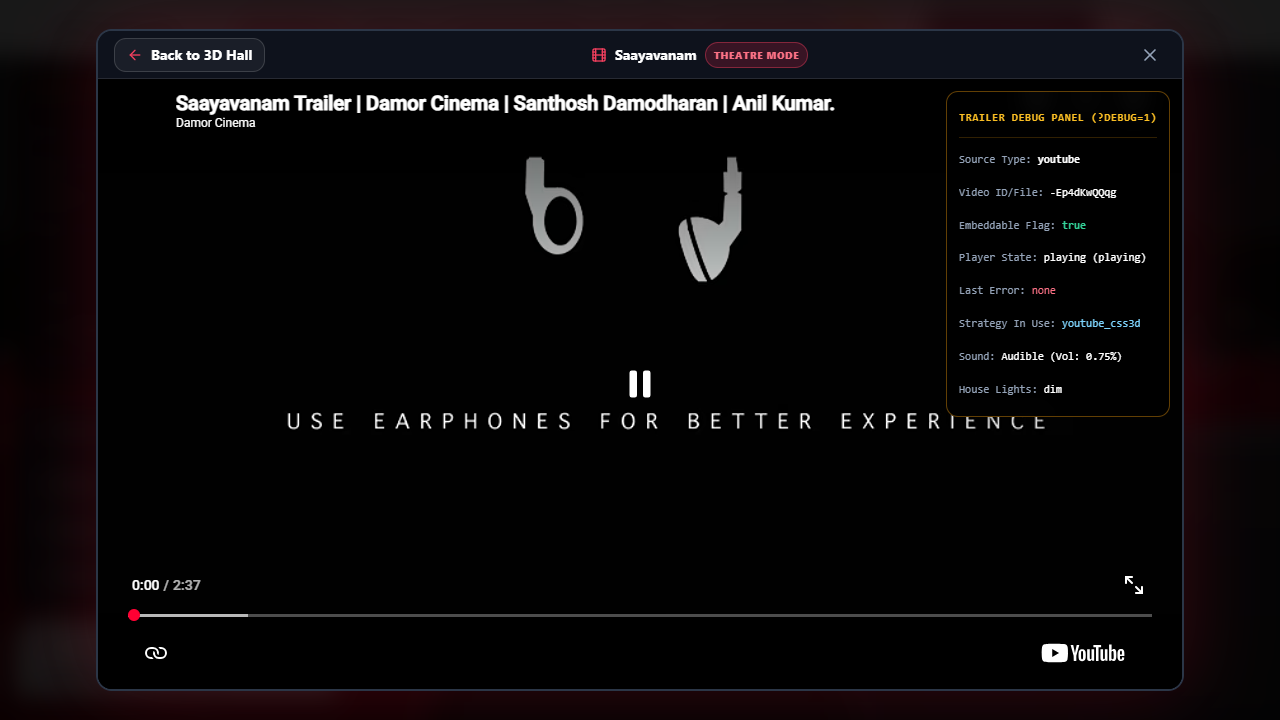 Back to 3D Hall
Saayavanam THEATRE MODE
Saayavanam Trailer | Damor Cinema | Santhosh Damodharan | Anil Kumar.
Damor Cinema
TRAILER DEBUG PANEL (?DEBUG=1)
Source Type: youtube
Video ID/File: -Ep4dKwQQqg
Embeddable Flag: true
Player State: playing (playing)
Last Error: none
Strategy In Use: youtube_css3d
Sound: Audible (Vol: 0.75%)
House Lights: dim
USE EARPHONES FOR BETTER EXPERIENCE
0:00 / 2:37
YouTube